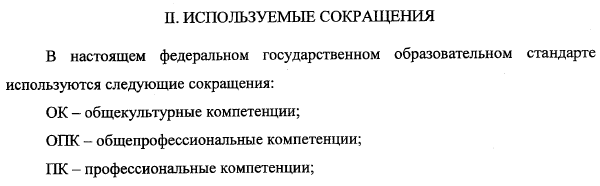 II. ИСПОЛЬЗУЕМЫЕ СОКРАЩЕНИЯ
В настоящем федеральном государственном образовательном стандарте
используются следующие сокращения:
ОК – общекультурные компетенции;
ОПК – общепрофессиональные компетенции;
ПК – профессиональные компетенции;